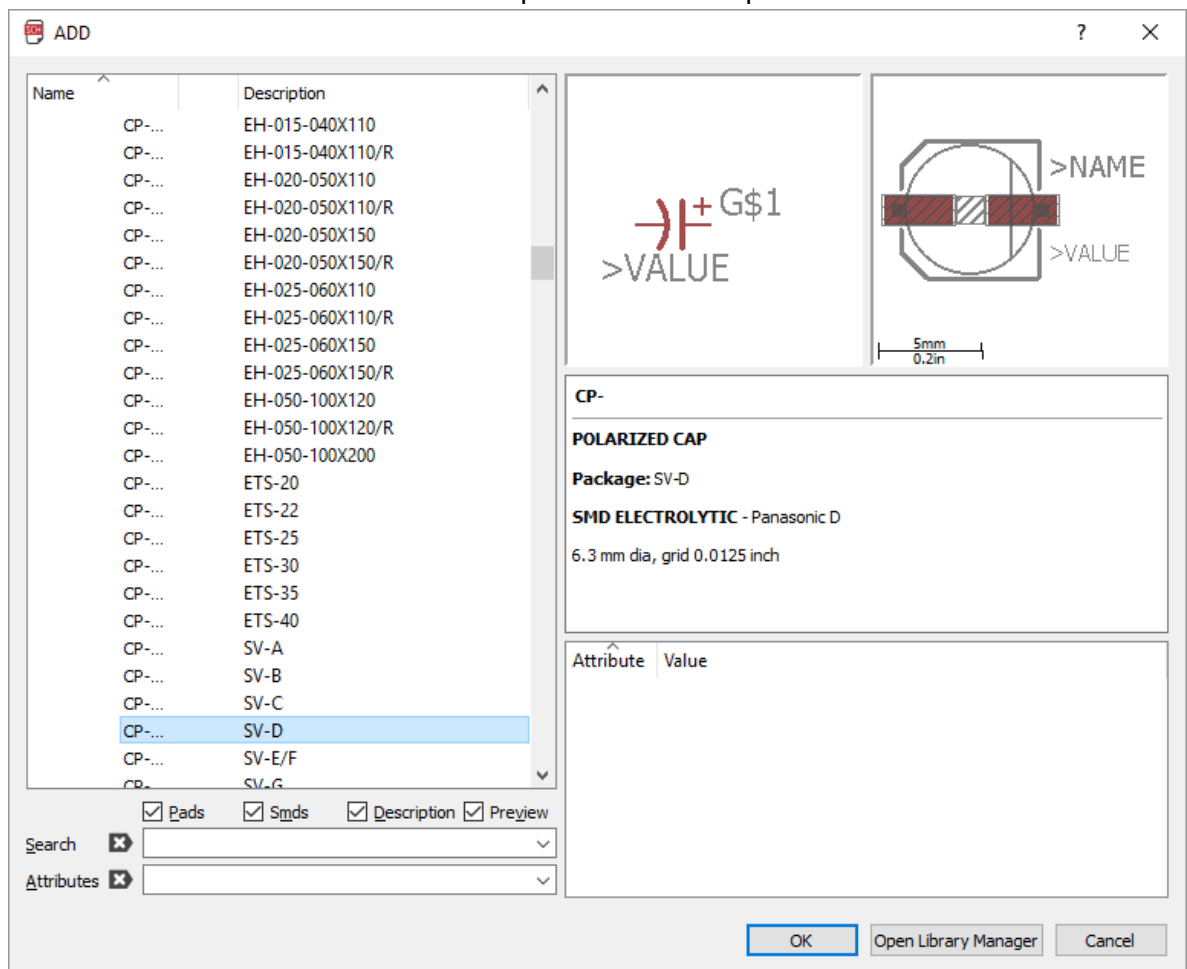 SCH ADD ?
Name Description
CP-... EH-015-040X110
CP-... EH-015-040X110/R
CP-... EH-020-050X110
CP-... EH-020-050X110/R
CP-... EH-020-050X150
CP-... EH-020-050X150/R
CP-... EH-025-060X110
CP-... EH-025-060X110/R
CP-... EH-025-060X150
CP-... EH-025-060X150/R
CP-... EH-050-100X120
CP-... EH-050-100X120/R
CP-... EH-050-100X200
CP-... ETS-20
CP-... ETS-22
CP-... ETS-25
CP-... ETS-30
CP-... ETS-35
CP-... ETS-40
CP-... SV-A
CP-... SV-B
CP-... SV-C
CP-... SV-D
CP-... SV-E/F
CP-... SV-G
Pads Smds Description Preview
Search
Attributes
+ G$1
>VALUE
>NAME
>VALUE
5mm
0.2in
CP-
POLARIZED CAP
Package: SV-D
SMD ELECTROLYTIC - Panasonic D
6.3 mm dia, grid 0.0125 inch
Attribute Value
OK Open Library Manager Cancel